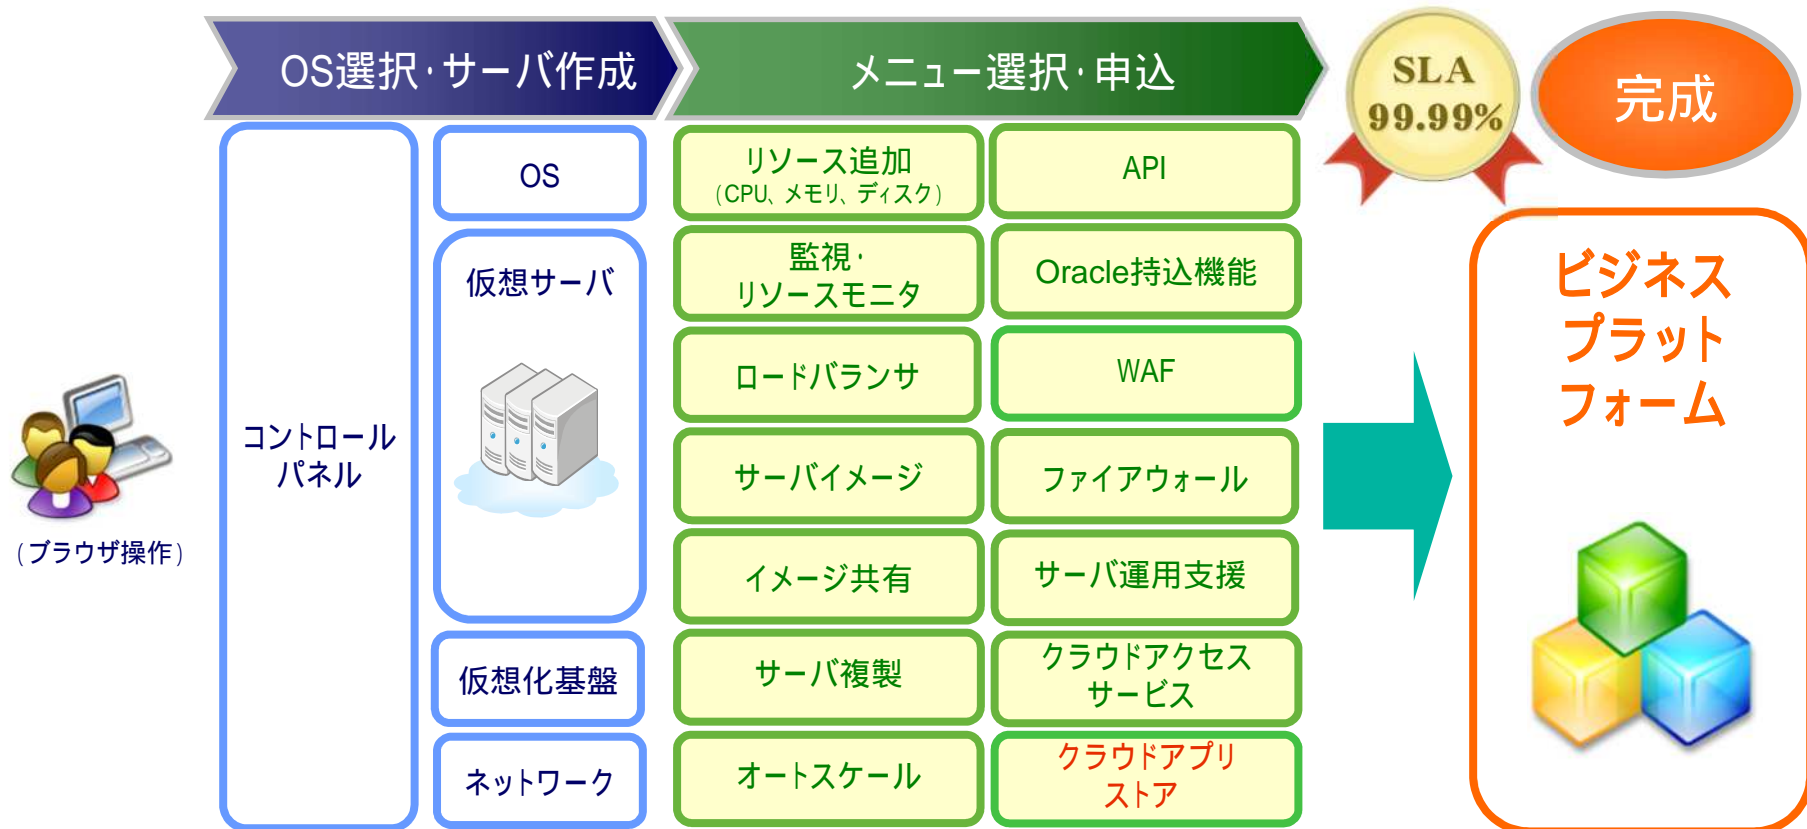 OS選択・サーバ作成
メニュー選択・申込
SLA
99.99%
完成
(ブラウザ操作)
コントロール
パネル
OS
仮想サーバ
仮想化基盤
ネットワーク
リソース追加
(CPU、メモリ、ディスク)
監視・
リソースモニタ
ロードバランサ
サーバイメージ
イメージ共有
サーバ複製
オートスケール
API
Oracle持込機能
WAF
ファイアウォール
サーバ運用支援
クラウドアクセス
サービス
クラウドアプリ
ストア
ビジネス
プラット
フォーム